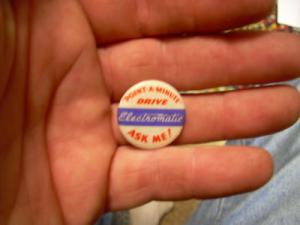 POINT-A-MINUTE
DRIVE
Electromatic
ASK ME!